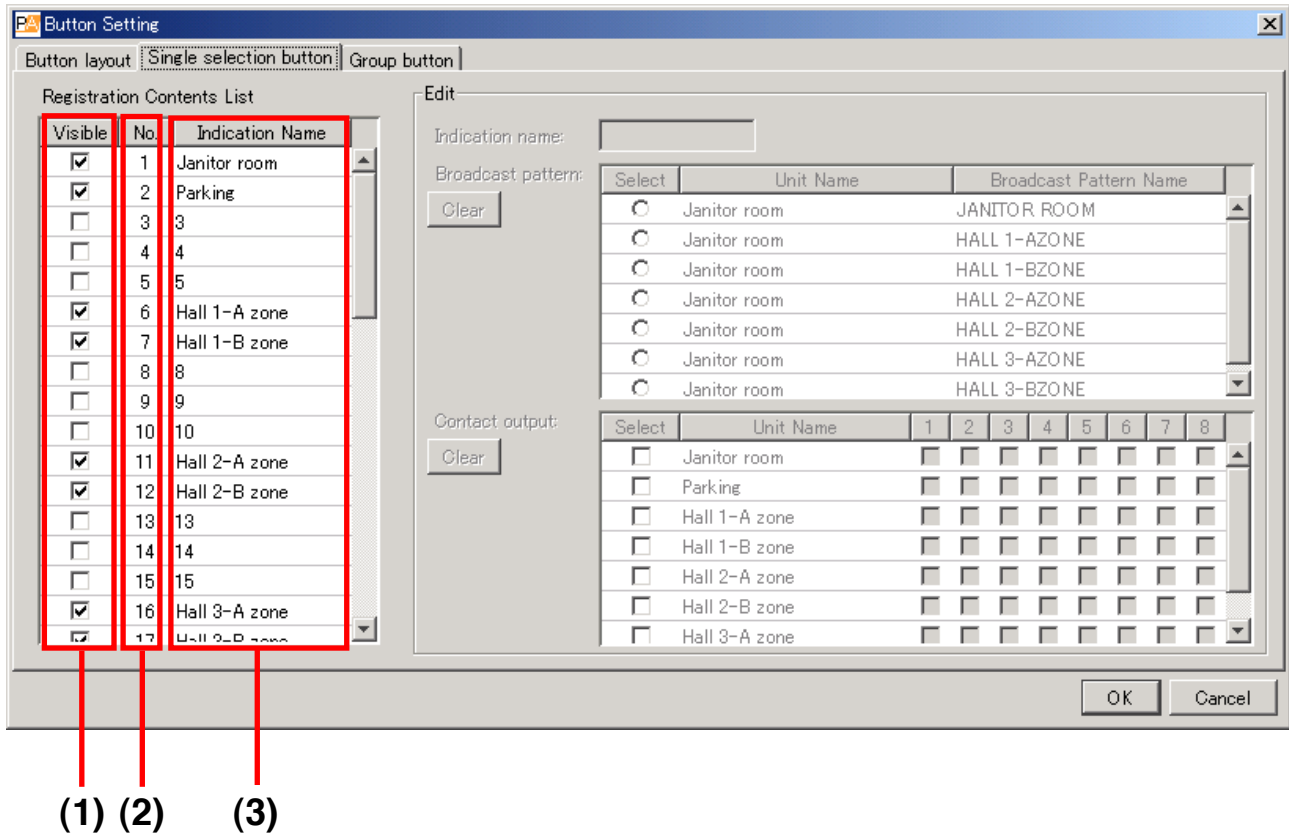 PA Button Setting
Button layout Single selection button Group button
Registration Contents List
Visible No. Indication Name
1 Janitor room
2 Parking
3 3
4 4
5 5
6 Hall 1-A zone
7 Hall 1-B zone
8 8
9 9
10 10
11 Hall 2-A zone
12 Hall 2-B zone
13 13
14 14
15 15
16 Hall 3-A zone
17 Hall 3-B zone
Edit
Indication name:
Broadcast pattern:
Clear
Select Unit Name Broadcast Pattern Name
Janitor room JANITOR ROOM
Janitor room HALL 1-AZONE
Janitor room HALL 1-BZONE
Janitor room HALL 2-AZONE
Janitor room HALL 2-BZONE
Janitor room HALL 3-AZONE
Janitor room HALL 3-BZONE
Contact output:
Clear
Select Unit Name 1 2 3 4 5 6 7 8
Janitor room
Parking
Hall 1-A zone
Hall 1-B zone
Hall 2-A zone
Hall 2-B zone
Hall 3-A zone
OK Cancel
(1) (2) (3)